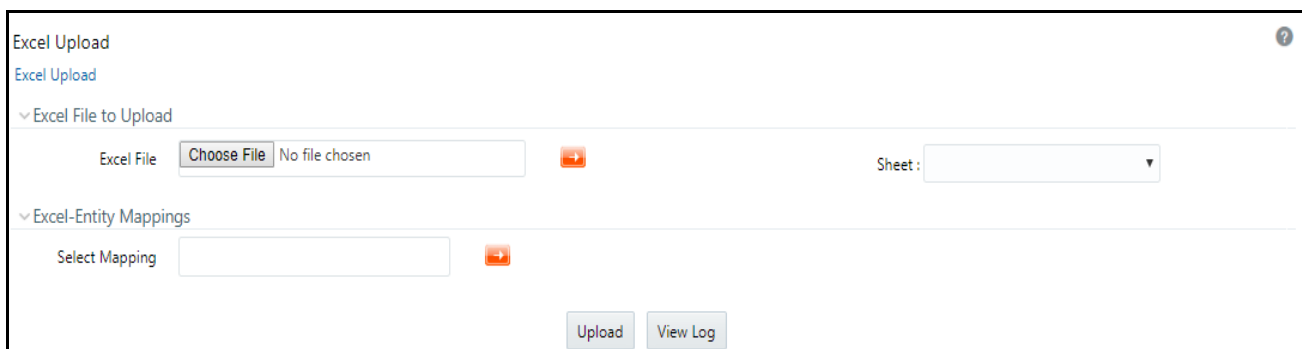 Excel Upload
Excel Upload
Excel File to Upload
Excel File Choose File No file chosen Sheet :
Excel-Entity Mappings
Select Mapping
Upload View Log